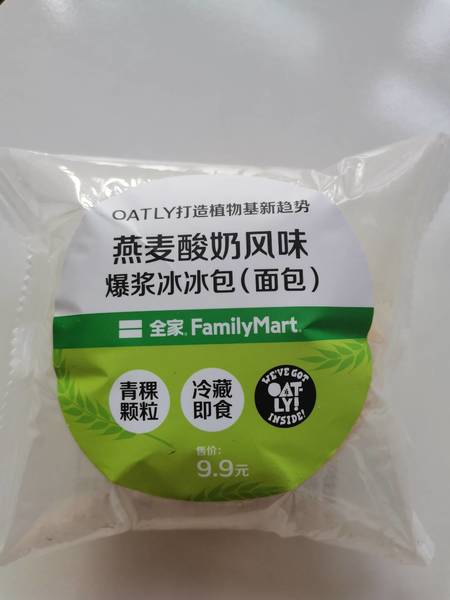 OATLY打造植物基新趋势
燕麦酸奶风味
爆浆冰冰包(面包)
全家 FamilyMart
青稞
颗粒
冷藏
即食
WE'VE GOT
OAT-
LY!
INSIDE!
售价:
9.9元